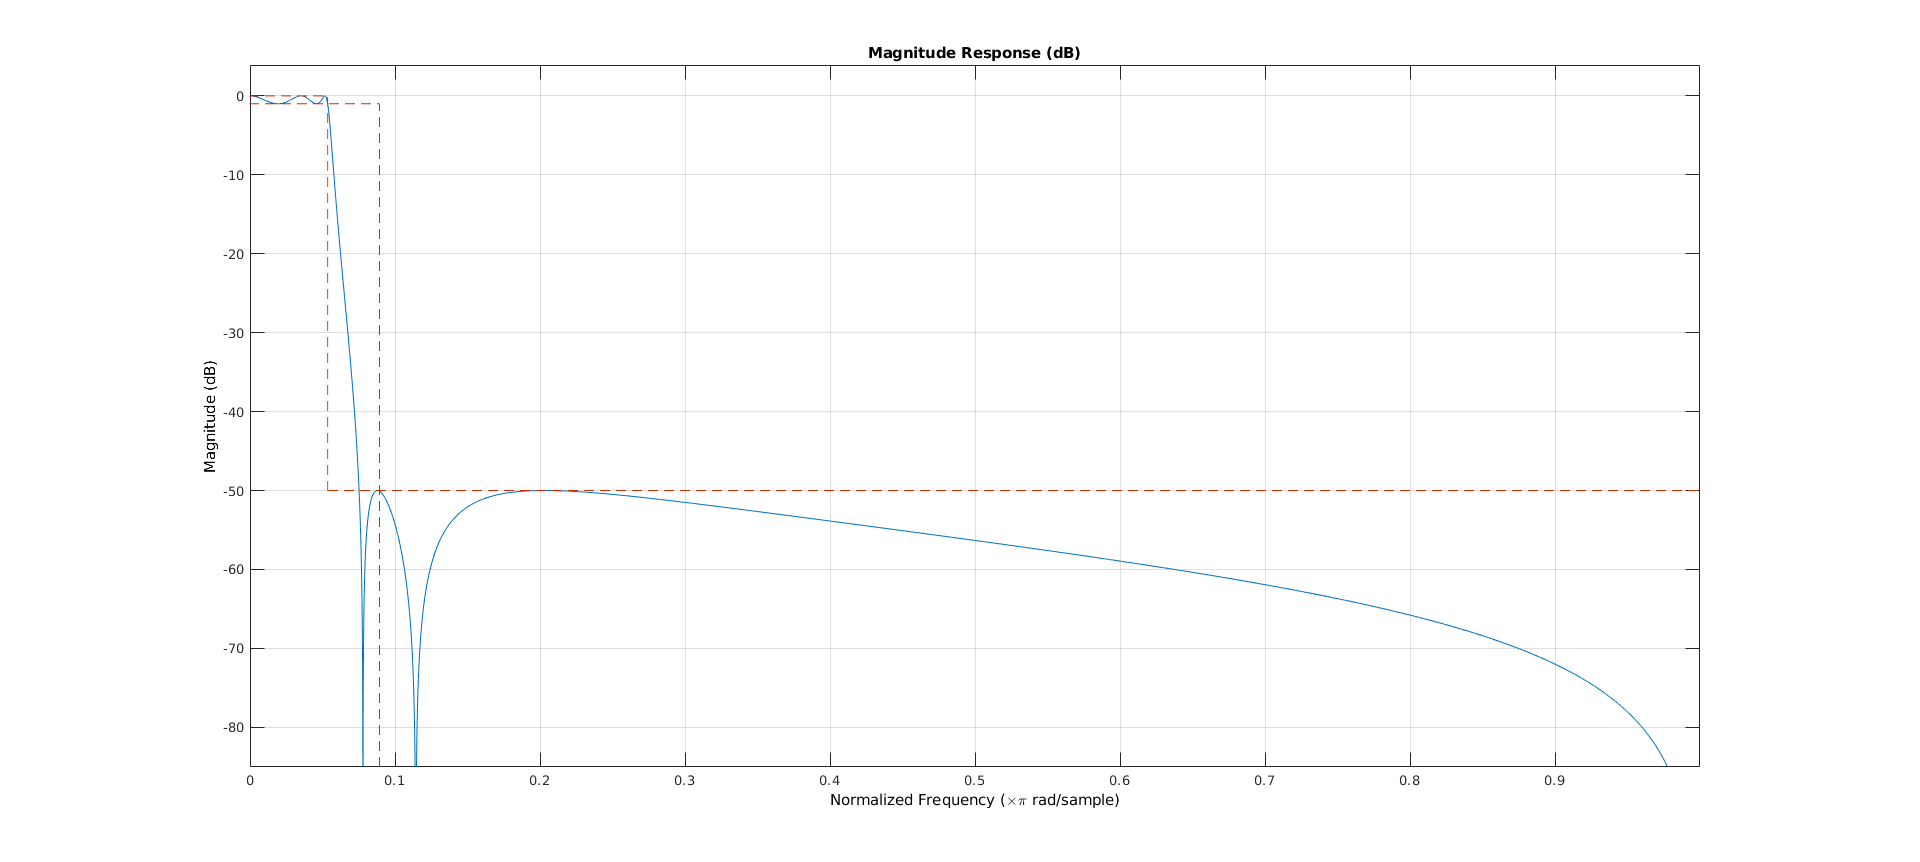 Magnitude Response (dB)
0
-10
-20
-30
-40
-50
-60
-70
-80
Magnitude (dB)
0 0.1 0.2 0.3 0.4 0.5 0.6 0.7 0.8 0.9
Normalized Frequency (×π rad/sample)